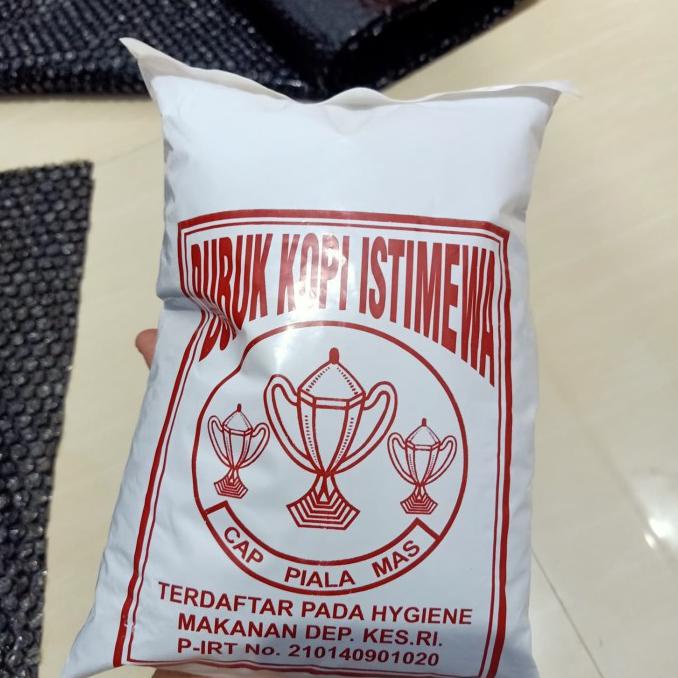 BUBUK KOPI ISTIMEWA
CAP PIALA MAS
TERDAFTAR PADA HYGIENE
MAKANAN DEP. KES.RI.
P-IRT No. 210140901020